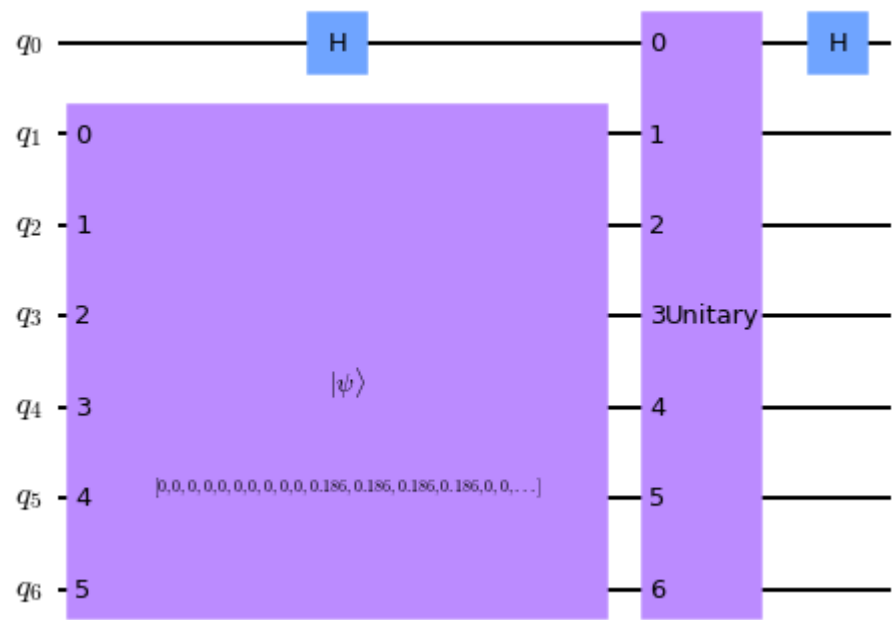 q0 H 0 H
q1 0 1
q2 1 2
q3 2 3Unitary
|ψ⟩
q4 3 4
[0,0, 0, 0,0, 0,0, 0, 0,0, 0.186, 0.186, 0.186,0.186, 0, 0, ...]
q5 4 5
q6 5 6